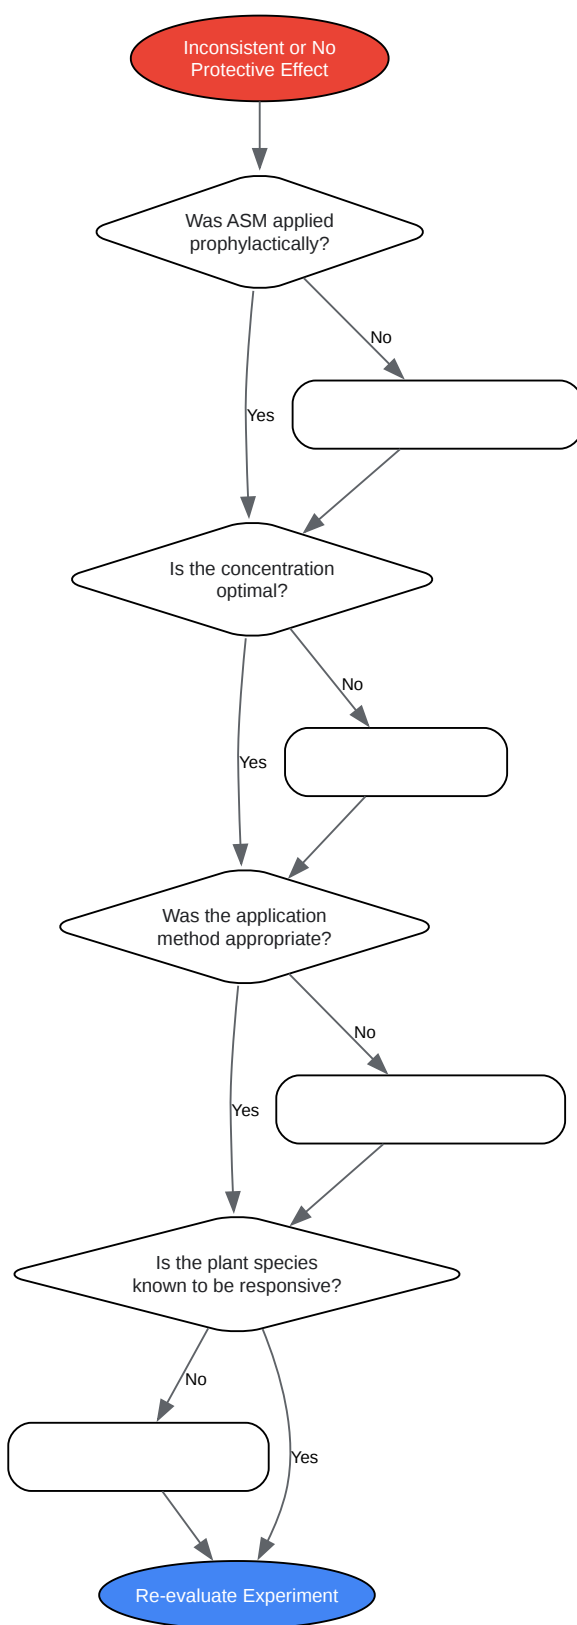 Inconsistent or No
Protective Effect
Was ASM applied
prophylactically?
No
Yes
Is the concentration
optimal?
No
Yes
Was the application
method appropriate?
No
Yes
Is the plant species
known to be responsive?
No
Yes
Re-evaluate Experiment